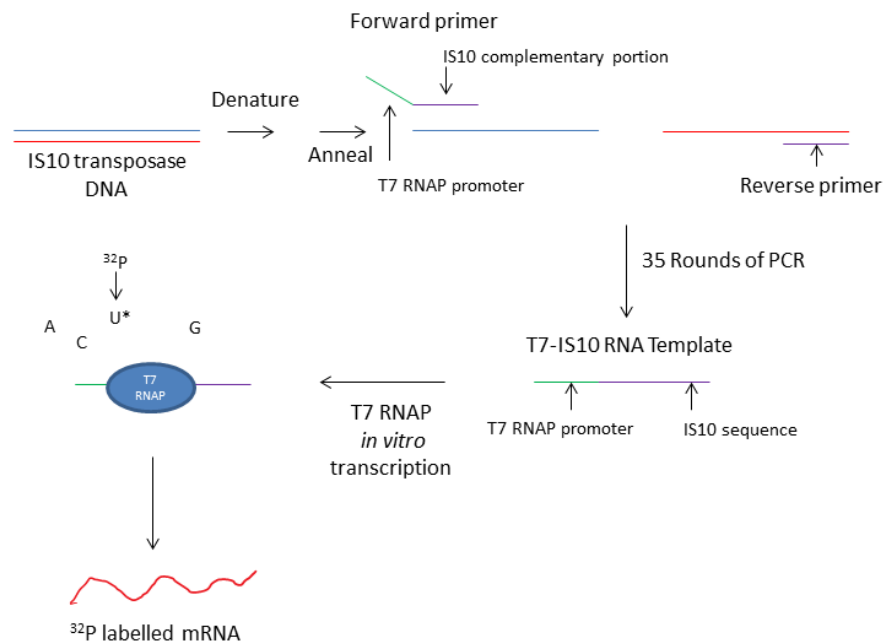 Forward primer
IS10 complementary portion
Denature
Anneal
IS10 transposase
DNA
T7 RNAP promoter
Reverse primer
35 Rounds of PCR
T7-IS10 RNA Template
T7 RNAP promoter
IS10 sequence
T7 RNAP
in vitro
transcription
32P
U*
A
C
G
T7
RNAP
32P labelled mRNA